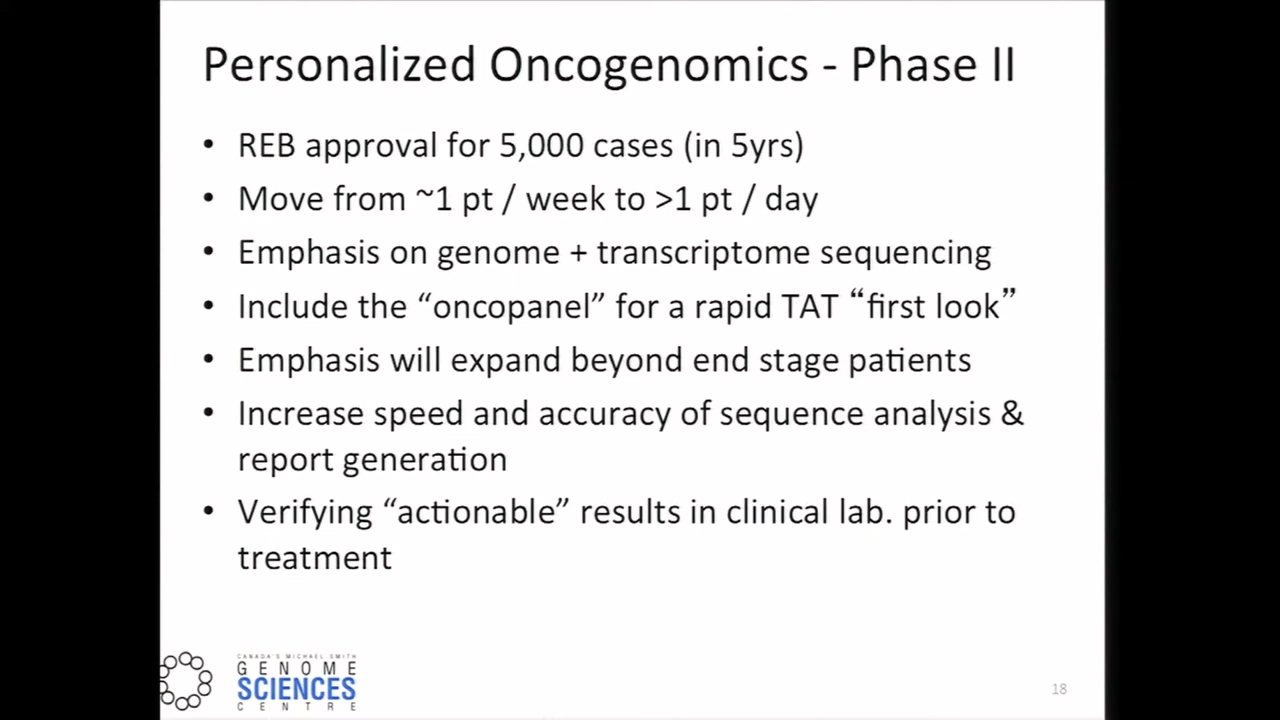 Personalized Oncogenomics - Phase II
• REB approval for 5,000 cases (in 5yrs)
• Move from ~1 pt / week to >1 pt / day
• Emphasis on genome + transcriptome sequencing
• Include the “oncopanel” for a rapid TAT “first look”
• Emphasis will expand beyond end stage patients
• Increase speed and accuracy of sequence analysis &
report generation
• Verifying “actionable” results in clinical lab. prior to
treatment
CANADA'S MICHAEL SMITH
GENOME
SCIENCES
CENTRE
18